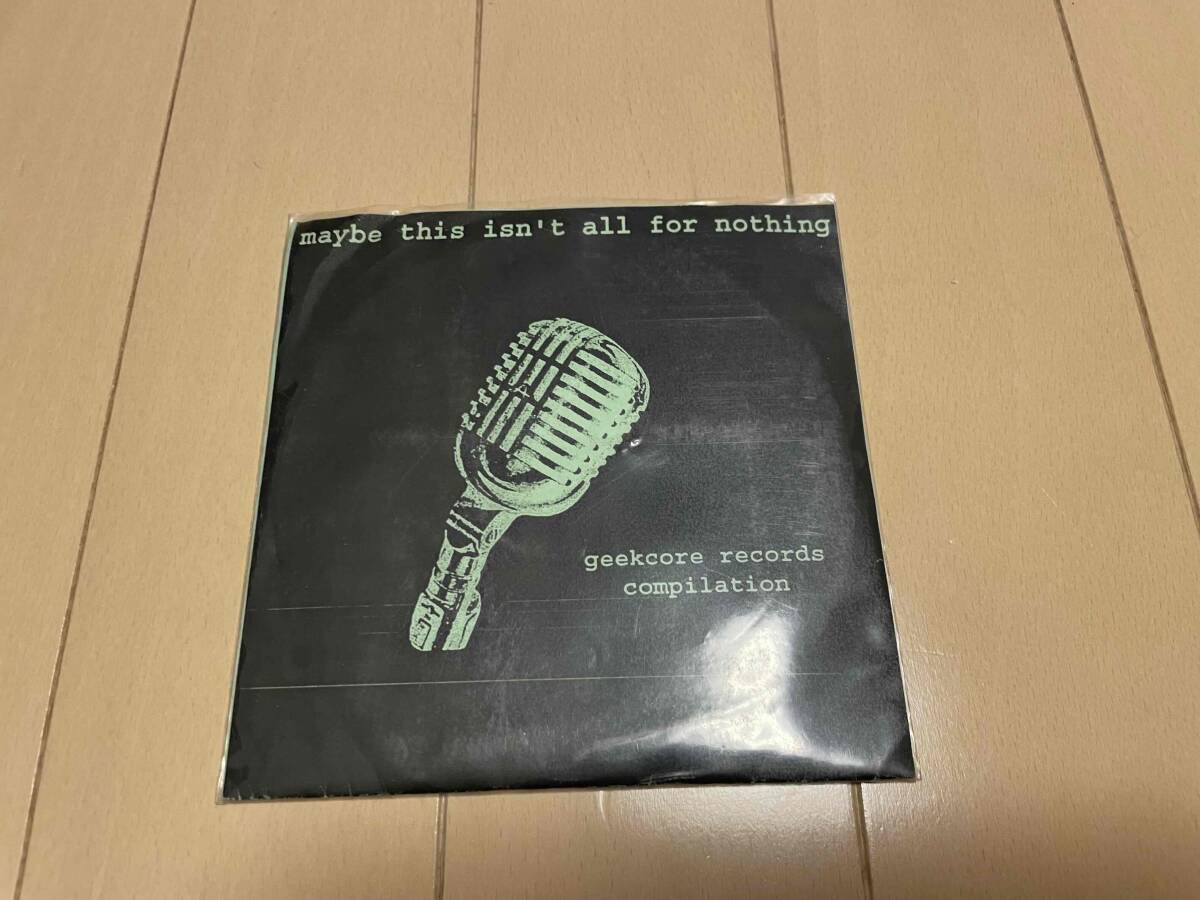 maybe this isn't all for nothing
geekcore records
compilation